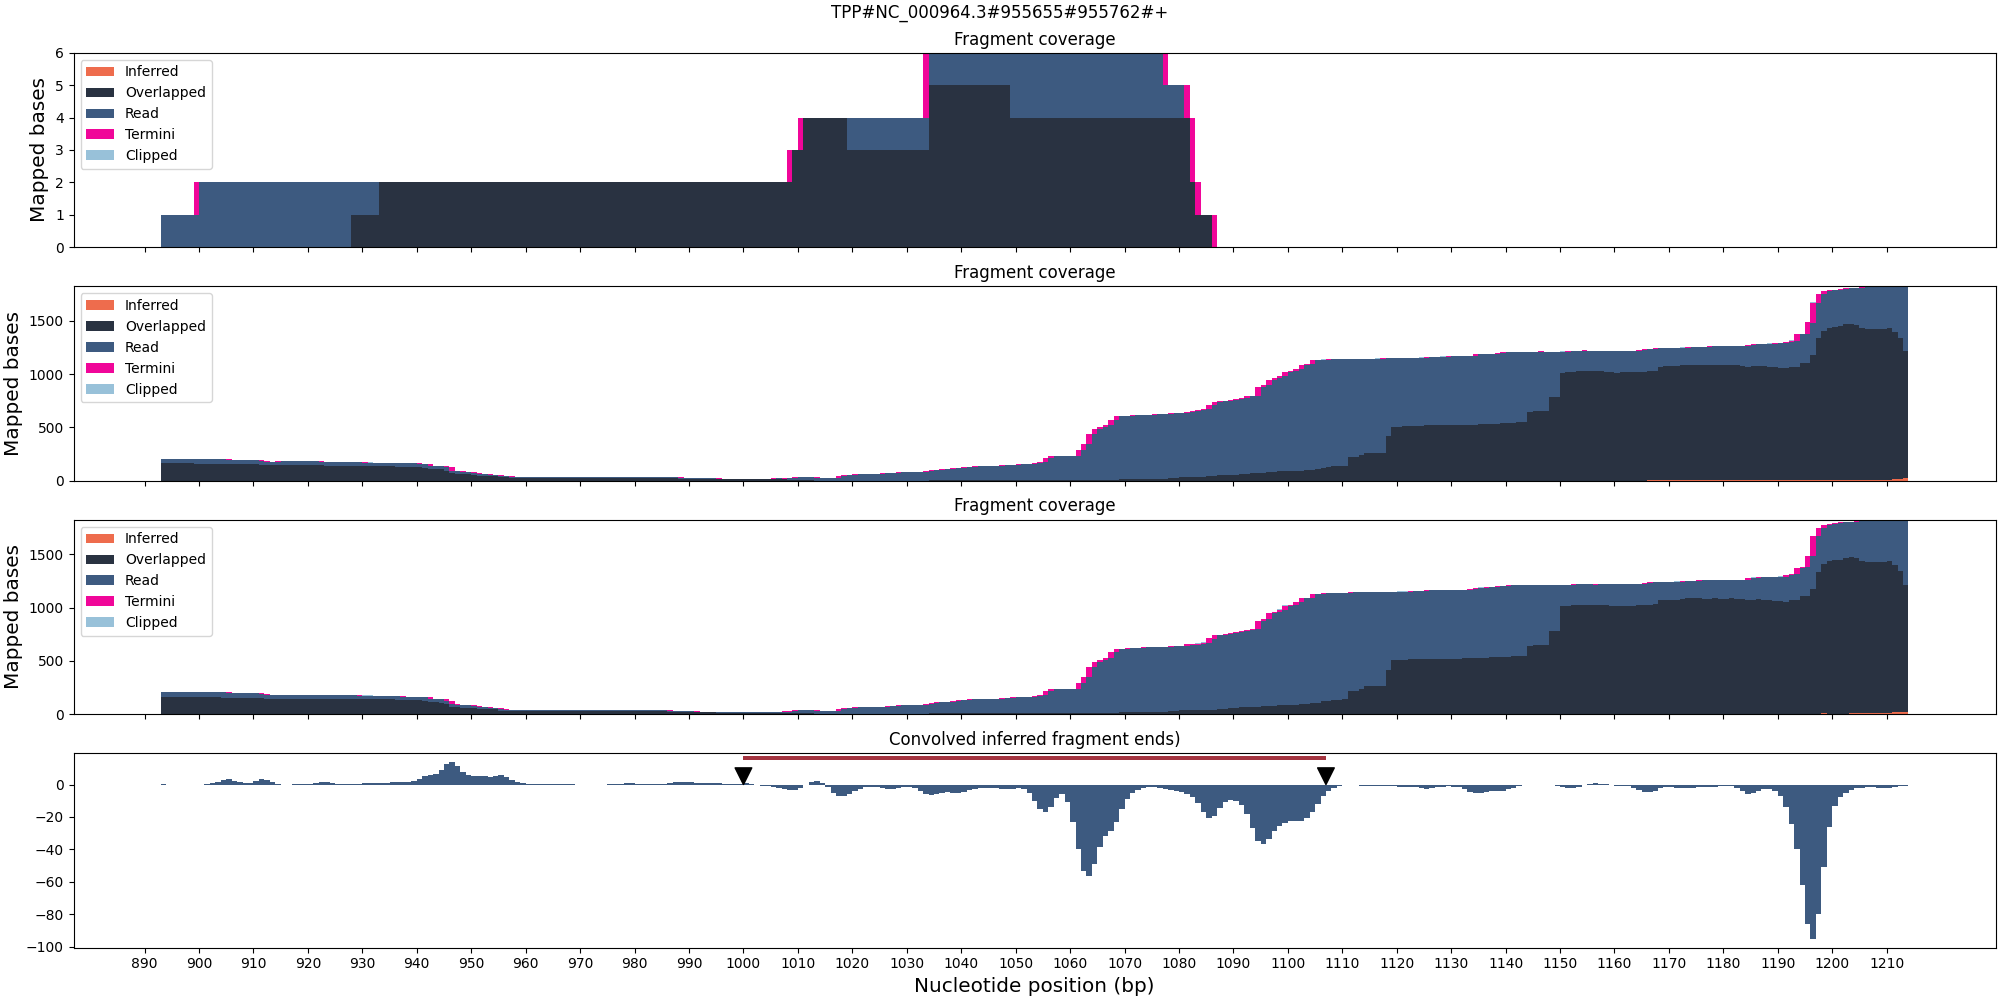 TPP#NC_000964.3#955655#955762#+
Fragment coverage
Mapped bases
6
5
4
3
2
1
0
Inferred
Overlapped
Read
Termini
Clipped
Fragment coverage
Mapped bases
1500
1000
500
0
Inferred
Overlapped
Read
Termini
Clipped
Fragment coverage
Mapped bases
1500
1000
500
0
Inferred
Overlapped
Read
Termini
Clipped
Convolved inferred fragment ends)
0
−20
−40
−60
−80
−100
890 900 910 920 930 940 950 960 970 980 990 1000 1010 1020 1030 1040 1050 1060 1070 1080 1090 1100 1110 1120 1130 1140 1150 1160 1170 1180 1190 1200 1210
Nucleotide position (bp)